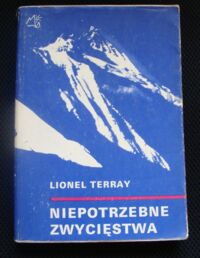 LIONEL TERRAY
NIEPOTRZEBNE
ZWYCIĘSTWA